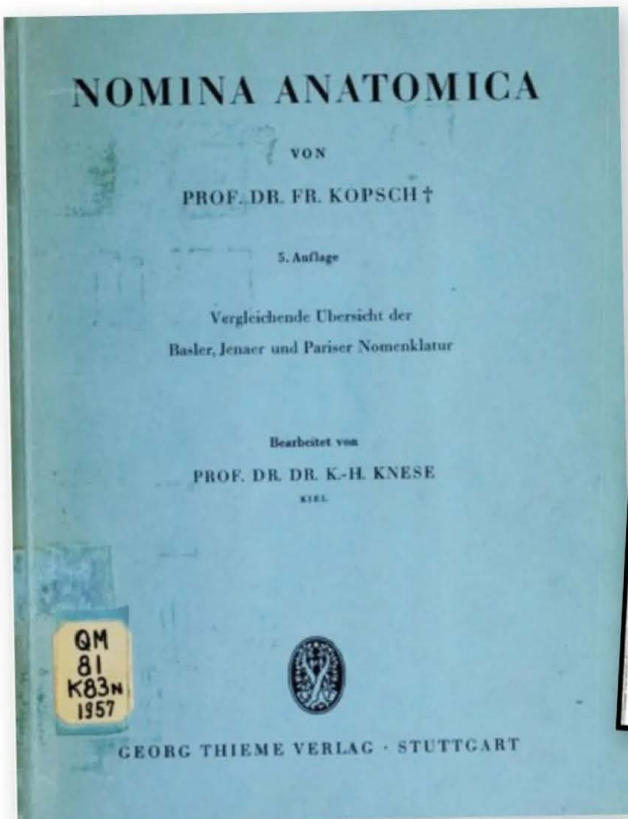 NOMINA ANATOMICA
VON
PROF. DR. FR. KOPSCH †
5. Auflage
Vergleichende Übersicht der
Basler, Jenaer und Pariser Nomenklatur
Bearbeitet von
PROF. DR. DR. K.-H. KNESE
KIEL
QM
81
K83N
1957
GEORG THIEME VERLAG · STUTTGART